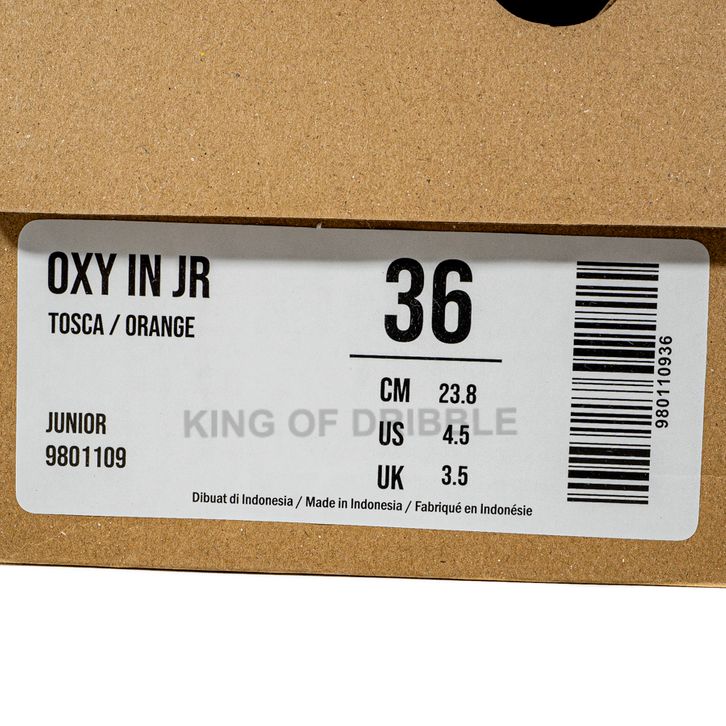 OXY IN JR
TOSCA / ORANGE
JUNIOR
9801109
36
CM 23.8
US 4.5
UK 3.5
Dibuat di Indonesia / Made in Indonesia / Fabriqué en Indonésie
980110936
KING OF DRIBBLE